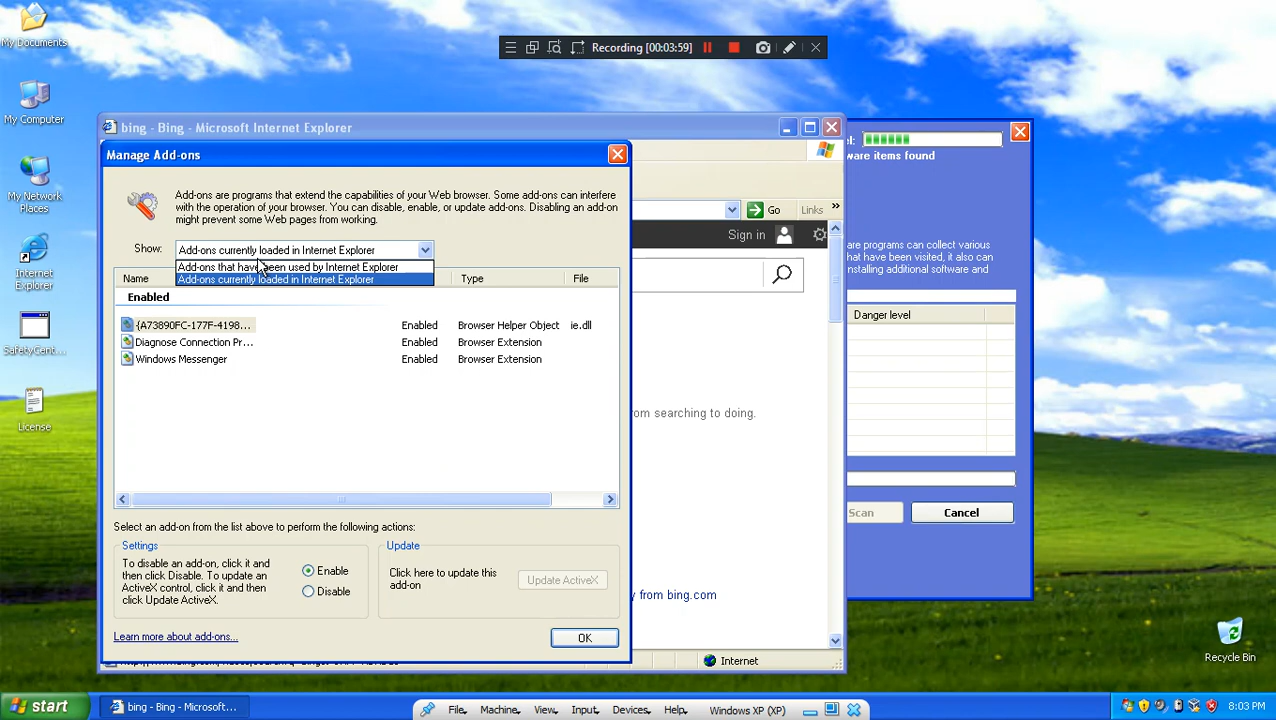 My Documents
My Computer
My Network
Places
Internet
Explorer
SafetyCent...
License
Recycle Bin
Recording [00:03:59]
bing - Bing - Microsoft Internet Explorer
Manage Add-ons
Add-ons are programs that extend the capabilities of your Web browser. Some add-ons can interfere
with the operation of your browser. You can disable, enable, or update add-ons. Disabling an add-on
might prevent some Web pages from working.
Show: Add-ons currently loaded in Internet Explorer
Add-ons that have been used by Internet Explorer
Add-ons currently loaded in Internet Explorer
Name Type File
Enabled
{A73890FC-177F-4198... Enabled Browser Helper Object ie.dll
Diagnose Connection Pr... Enabled Browser Extension
Windows Messenger Enabled Browser Extension
Select an add-on from the list above to perform the following actions:
Settings
To disable an add-on, click it and
then click Disable. To update an
ActiveX control, click it and then
click Update ActiveX.
Enable
Disable
Update
Click here to update this
add-on
Update ActiveX
Learn more about add-ons...
OK
Go Links »
Sign in
om searching to doing.
y from bing.com
Internet
el:
ware items found
are programs can collect various
that have been visited, it also can
installing additional software and
Danger level
Scan Cancel
start
bing - Bing - Microsoft...
File Machine View Input Devices Help Windows XP (XP)
8:03 PM